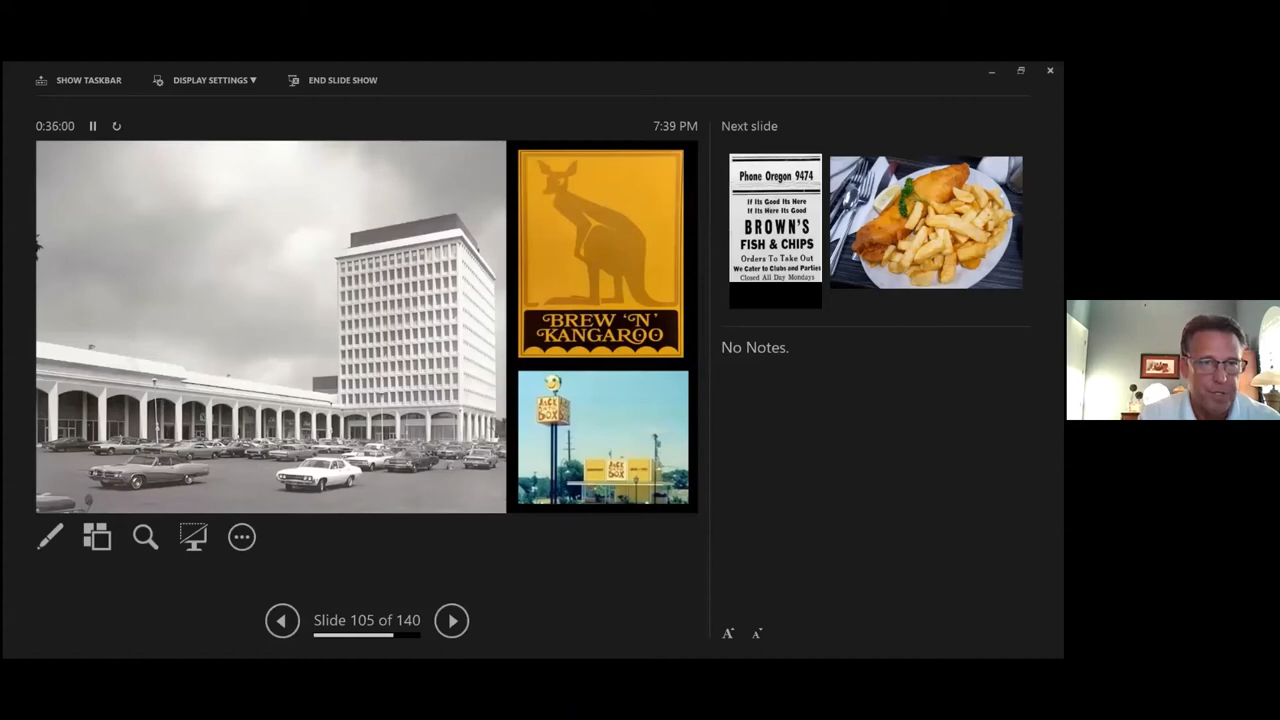 SHOW TASKBAR
DISPLAY SETTINGS ▼
END SLIDE SHOW
0:36:00
7:39 PM
Next slide
BREW 'N'
KANGAROO
JACK
BOX
JACK
BOX
Phone Oregon 9474
If Its Good Its Here
If Its Here Its Good
BROWN'S
FISH & CHIPS
Orders To Take Out
We Cater to Clubs and Parties
Closed All Day Mondays
No Notes.
Slide 105 of 140
A
A